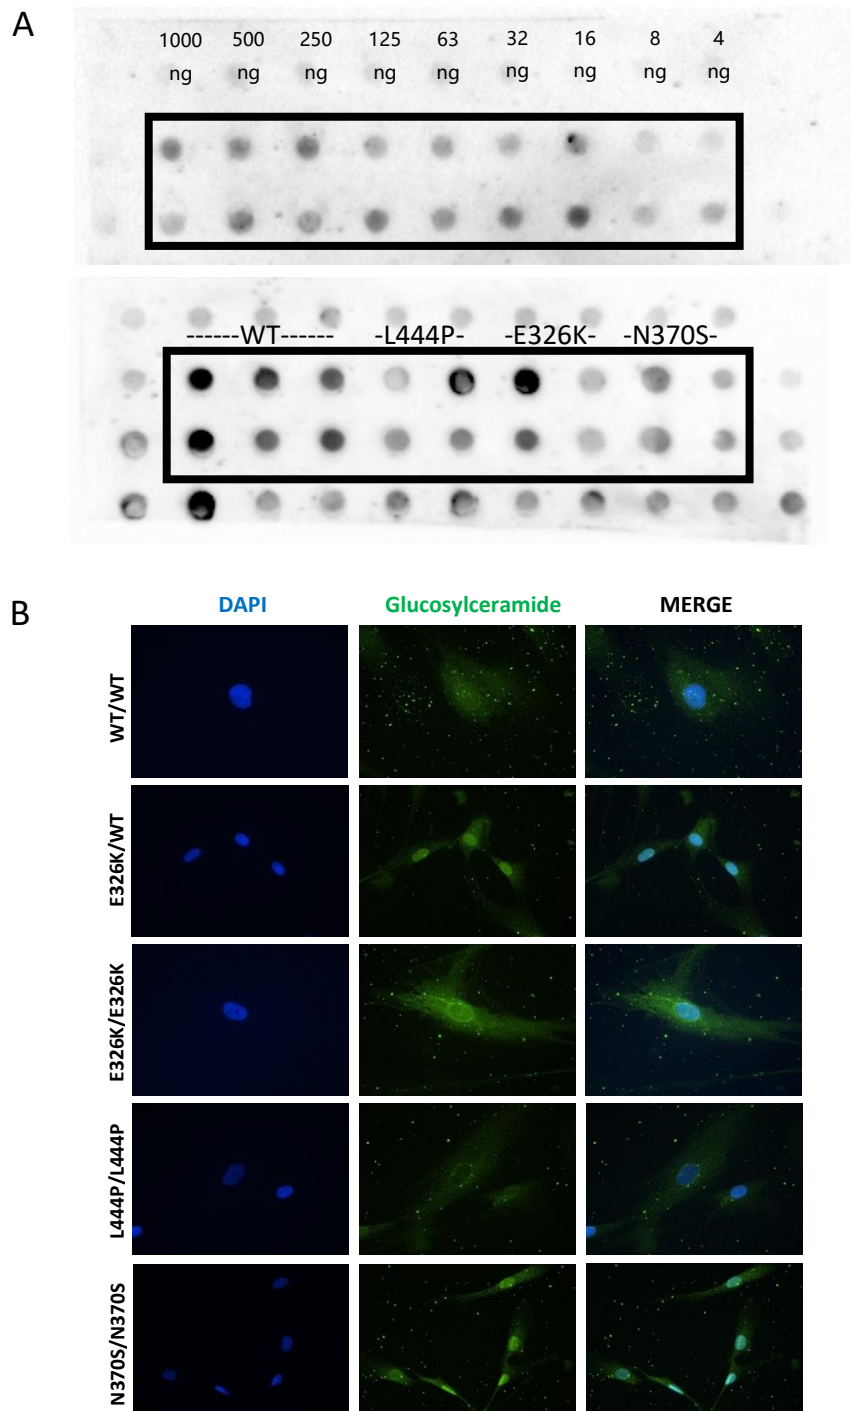 A
1000 500 250 125 63 32 16 8 4
ng ng ng ng ng ng ng ng ng
------WT------ -L444P- -E326K- -N370S-
B
DAPI Glucosylceramide MERGE
WT/WT
E326K/WT
E326K/E326K
L444P/L444P
N370S/N370S